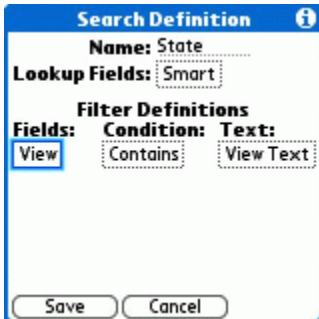 Search Definition
Name: State
Lookup Fields: Smart
Filter Definitions
Fields: Condition: Text:
View Contains View Text
Save Cancel